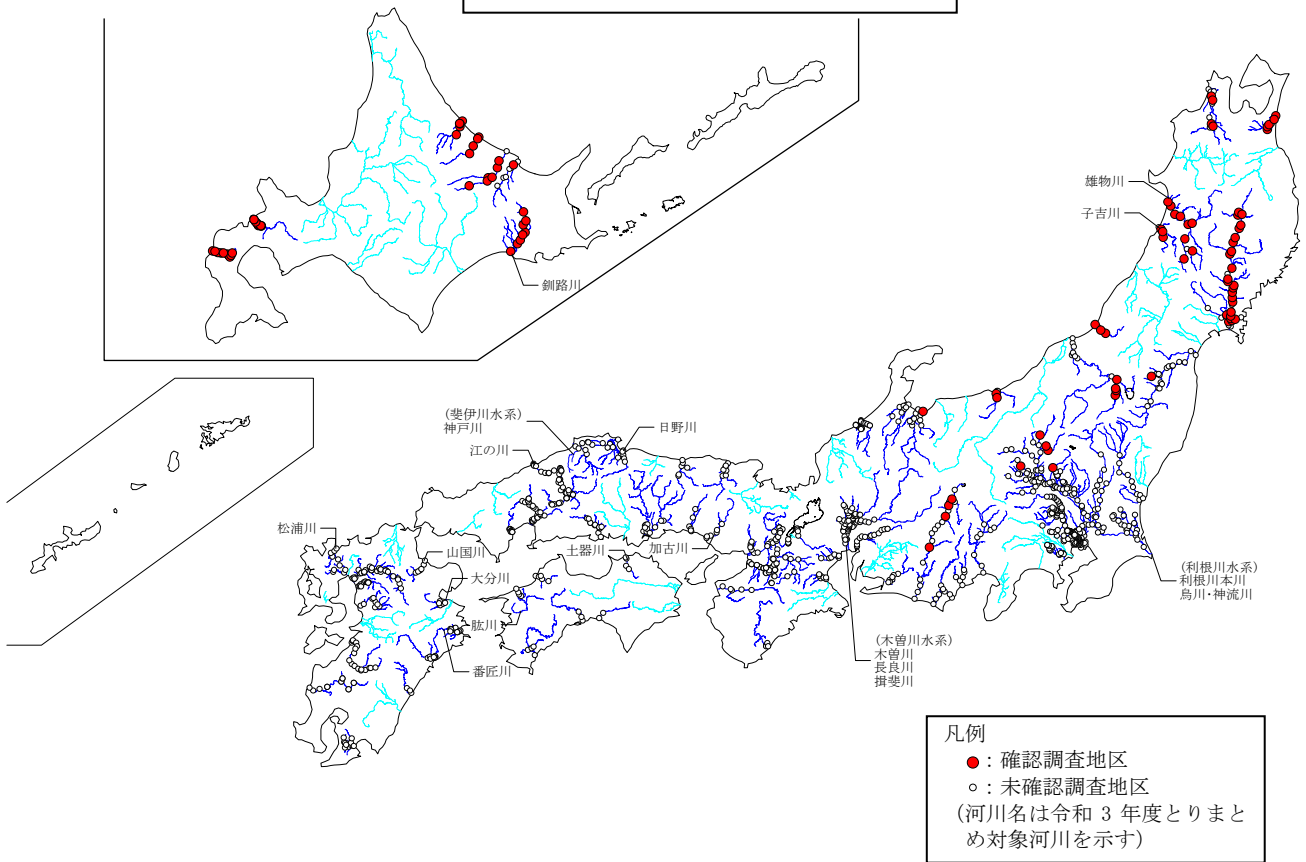 雄物川
子吉川
釧路川
(斐伊川水系)
神戸川
日野川
江の川
松浦川
山国川
土器川
加古川
大分川
肱川
番匠川
(利根川水系)
利根川本川
烏川・神流川
(木曽川水系)
木曽川
長良川
揖斐川
凡例
●：確認調査地区
○：未確認調査地区
(河川名は令和 3 年度とりまと
め対象河川を示す)